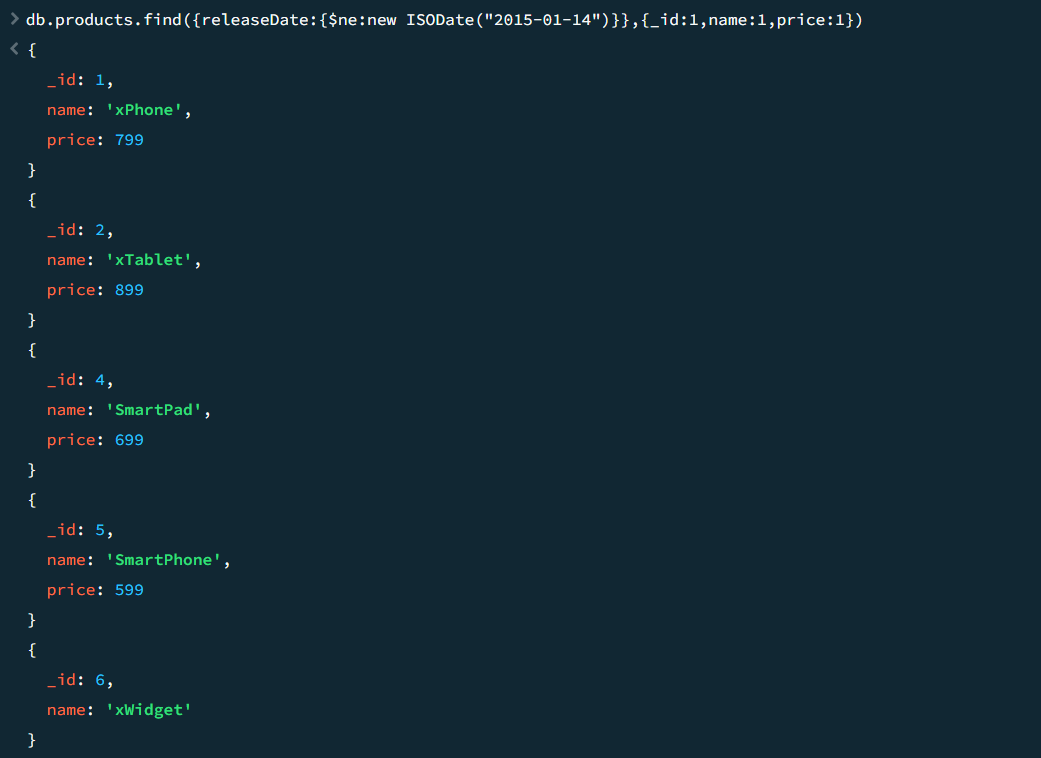 > db.products.find({releaseDate:{$ne:new ISODate("2015-01-14")}},{_id:1,name:1,price:1})
< {
_id: 1,
name: 'xPhone',
price: 799
}
{
_id: 2,
name: 'xTablet',
price: 899
}
{
_id: 4,
name: 'SmartPad',
price: 699
}
{
_id: 5,
name: 'SmartPhone',
price: 599
}
{
_id: 6,
name: 'xWidget'
}